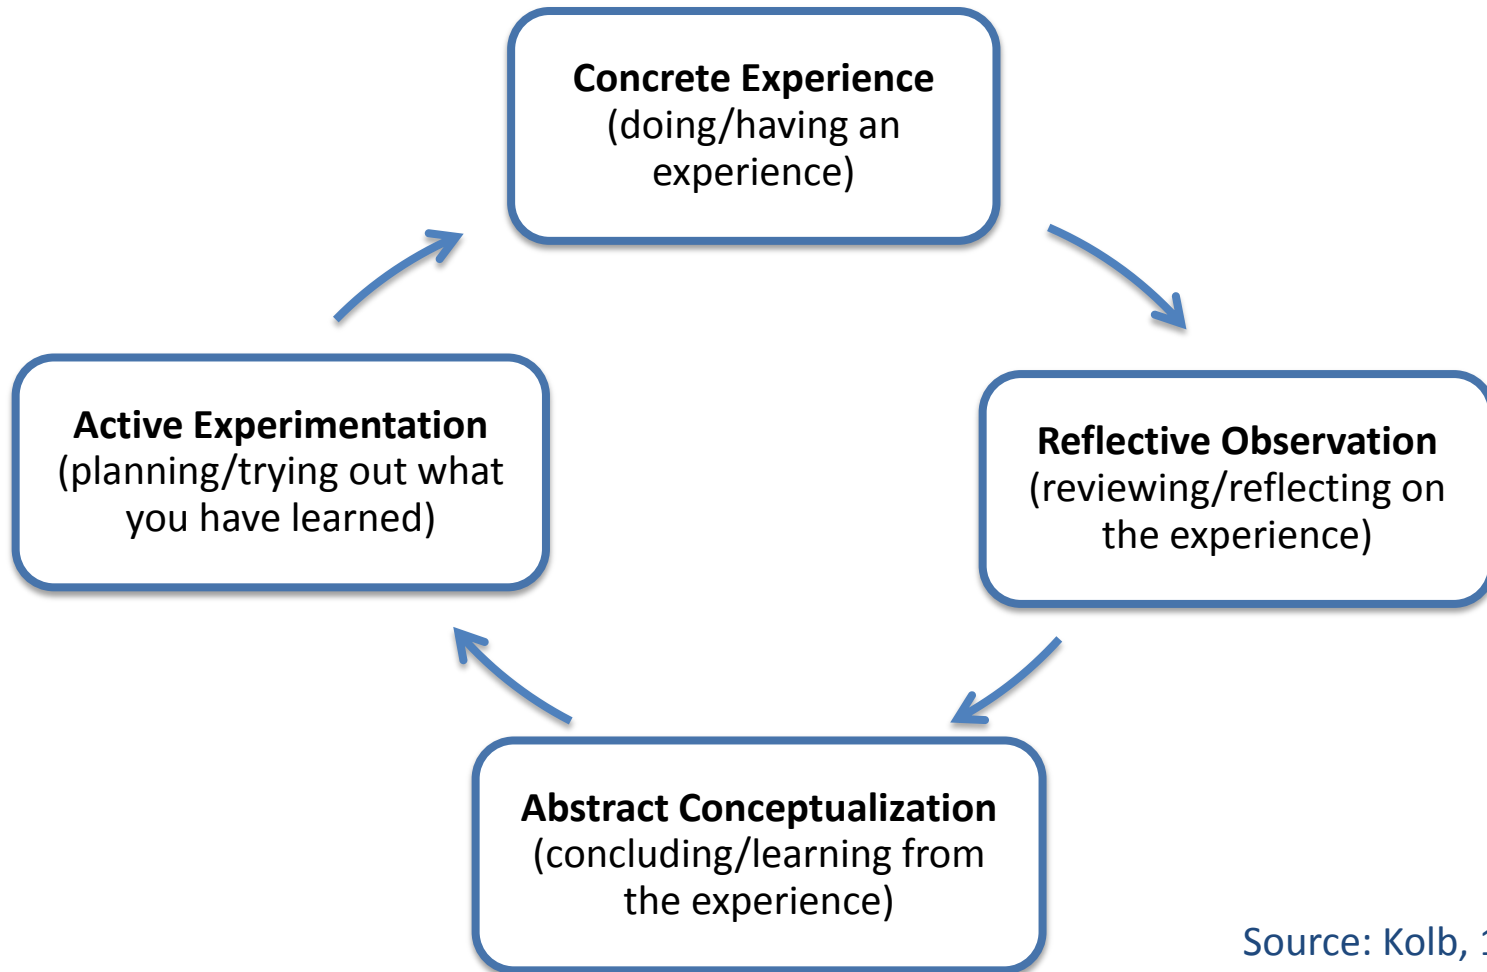 Concrete Experience
(doing/having an
experience)
Active Experimentation
(planning/trying out what
you have learned)
Reflective Observation
(reviewing/reflecting on
the experience)
Abstract Conceptualization
(concluding/learning from
the experience)
Source: Kolb,